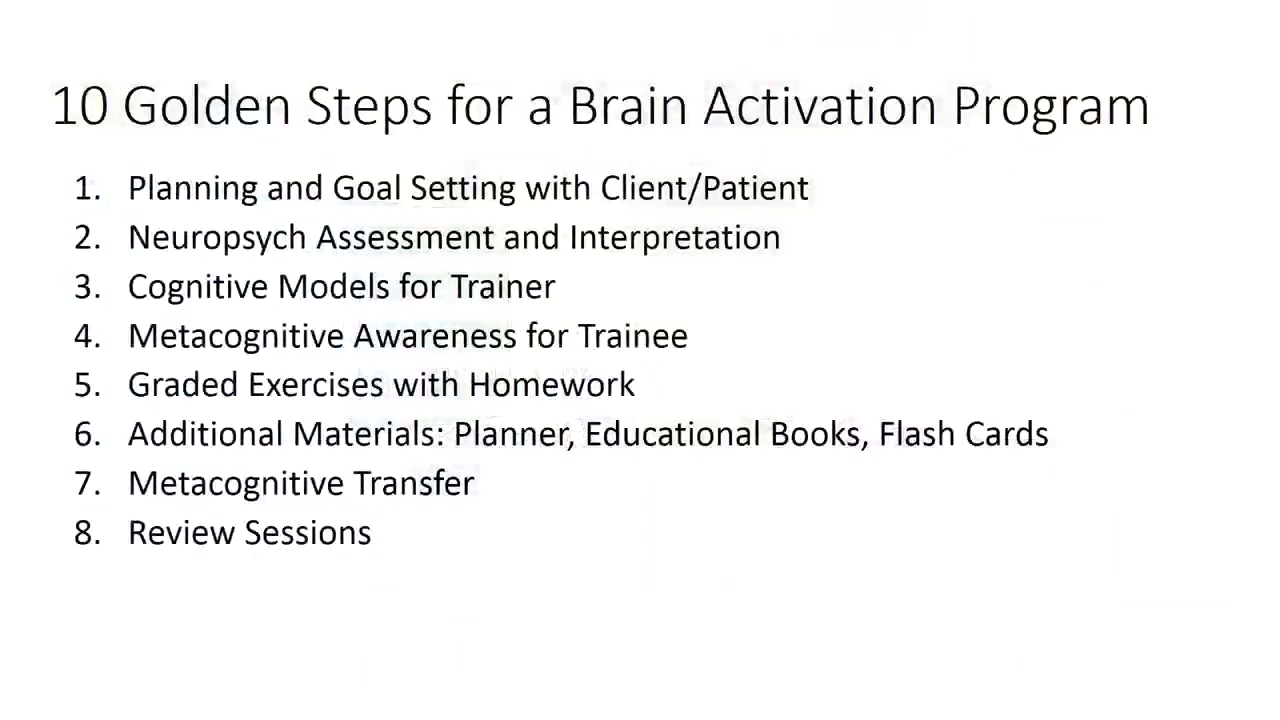 10 Golden Steps for a Brain Activation Program
1. Planning and Goal Setting with Client/Patient
2. Neuropsych Assessment and Interpretation
3. Cognitive Models for Trainer
4. Metacognitive Awareness for Trainee
5. Graded Exercises with Homework
6. Additional Materials: Planner, Educational Books, Flash Cards
7. Metacognitive Transfer
8. Review Sessions